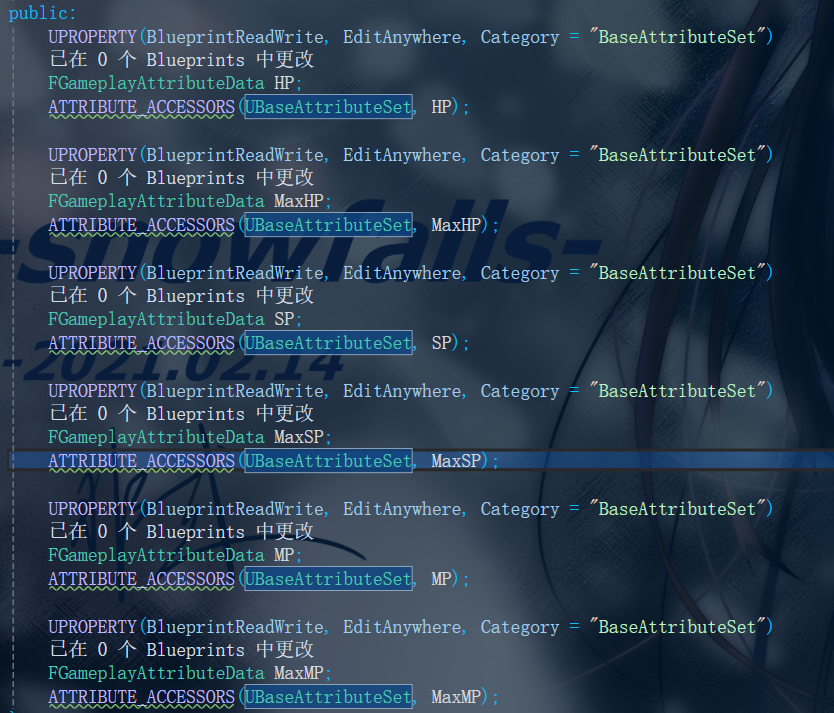 public:
UPROPERTY(BlueprintReadWrite, EditAnywhere, Category = "BaseAttributeSet")
已在 0 个 Blueprints 中更改
FGameplayAttributeData HP;
ATTRIBUTE_ACCESSORS(UBaseAttributeSet, HP);
UPROPERTY(BlueprintReadWrite, EditAnywhere, Category = "BaseAttributeSet")
已在 0 个 Blueprints 中更改
FGameplayAttributeData MaxHP;
ATTRIBUTE_ACCESSORS(UBaseAttributeSet, MaxHP);
-snowfalls-
UPROPERTY(BlueprintReadWrite, EditAnywhere, Category = "BaseAttributeSet")
已在 0 个 Blueprints 中更改
FGameplayAttributeData SP;
ATTRIBUTE_ACCESSORS(UBaseAttributeSet, SP);
-2021.02.14
UPROPERTY(BlueprintReadWrite, EditAnywhere, Category = "BaseAttributeSet")
已在 0 个 Blueprints 中更改
FGameplayAttributeData MaxSP;
ATTRIBUTE_ACCESSORS(UBaseAttributeSet, MaxSP);
UPROPERTY(BlueprintReadWrite, EditAnywhere, Category = "BaseAttributeSet")
已在 0 个 Blueprints 中更改
FGameplayAttributeData MP;
ATTRIBUTE_ACCESSORS(UBaseAttributeSet, MP);
UPROPERTY(BlueprintReadWrite, EditAnywhere, Category = "BaseAttributeSet")
已在 0 个 Blueprints 中更改
FGameplayAttributeData MaxMP;
ATTRIBUTE_ACCESSORS(UBaseAttributeSet, MaxMP);